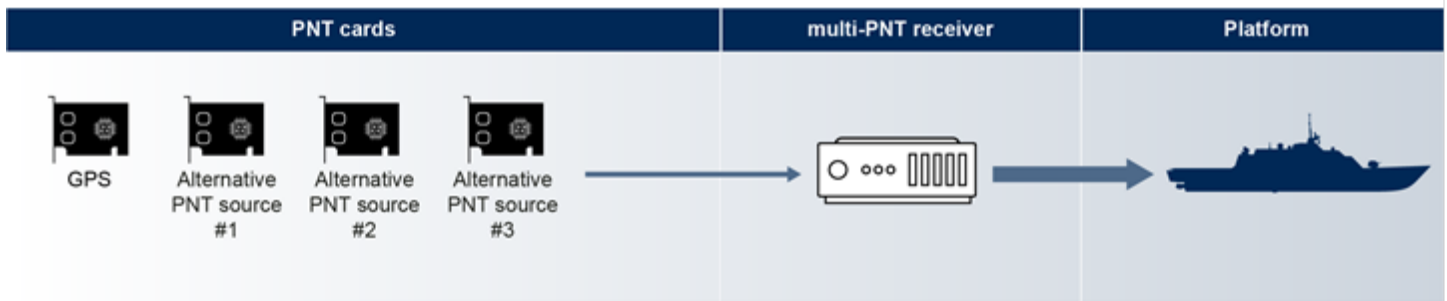 PNT cards
multi-PNT receiver
Platform
GPS
Alternative
PNT source
#1
Alternative
PNT source
#2
Alternative
PNT source
#3